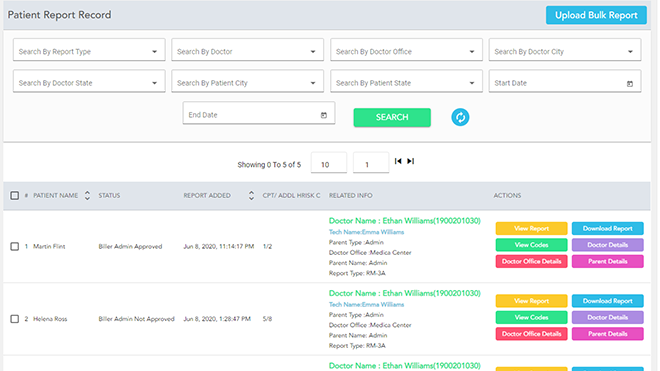 Patient Report Record
Upload Bulk Report
Search By Report Type
Search By Doctor
Search By Doctor Office
Search By Doctor City
Search By Doctor State
Search By Patient City
Search By Patient State
Start Date
End Date
SEARCH
Showing 0 To 5 of 5
10
1
# PATIENT NAME STATUS REPORT ADDED CPT/ ADDL HRISK C RELATED INFO ACTIONS
1 Martin Flint Biller Admin Approved Jun 8, 2020, 11:14:17 PM 1/2
Doctor Name : Ethan Williams(1900201030)
Tech Name:Emma Williams
Parent Type :Admin
Doctor Office :Medica Center
Parent Name: Admin
Report Type: RM-3A
View Report Download Report
View Codes Doctor Details
Doctor Office Details Parent Details
2 Helena Ross Biller Admin Not Approved Jun 8, 2020, 1:28:47 PM 5/8
Doctor Name : Ethan Williams(1900201030)
Tech Name:Emma Williams
Parent Type :Admin
Doctor Office :Medica Center
Parent Name: Admin
Report Type: RM-3A
View Report Download Report
View Codes Doctor Details
Doctor Office Details Parent Details
Doctor Name : Ethan Williams(1900201030)